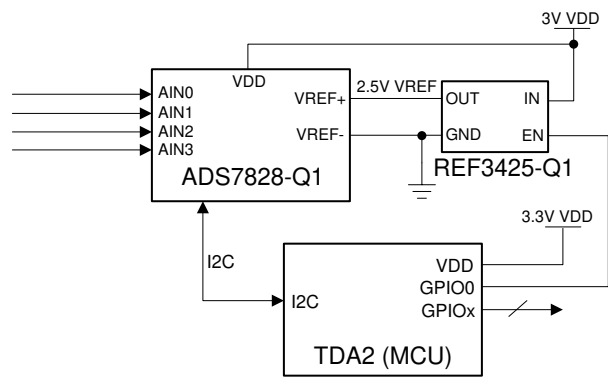 3V VDD
VDD
AIN0
AIN1
AIN2
AIN3
VREF+
VREF-
ADS7828-Q1
2.5V VREF
OUT
IN
GND
EN
REF3425-Q1
I2C
3.3V VDD
VDD
I2C
GPIO0
GPIOx
TDA2 (MCU)